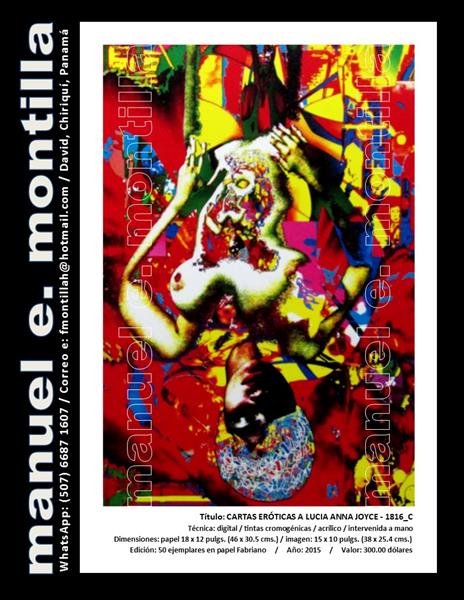 manuel e. montilla
WhatsApp: (507) 6687 1607 / Correo e: fmontillah@hotmail.com / David, Chiriquí, Panamá
manuel e. montilla
manuel e. montilla
Título: CARTAS ERÓTICAS A LUCIA ANNA JOYCE - 1816_C
Técnica: digital / tintas cromogénicas / acrílico / intervenida a mano
Dimensiones: papel 18 x 12 pulgs. (46 x 30.5 cms.) / imagen: 15 x 10 pulgs. (38 x 25.4 cms.)
Edición: 50 ejemplares en papel Fabriano / Año: 2015 / Valor: 300.00 dólares